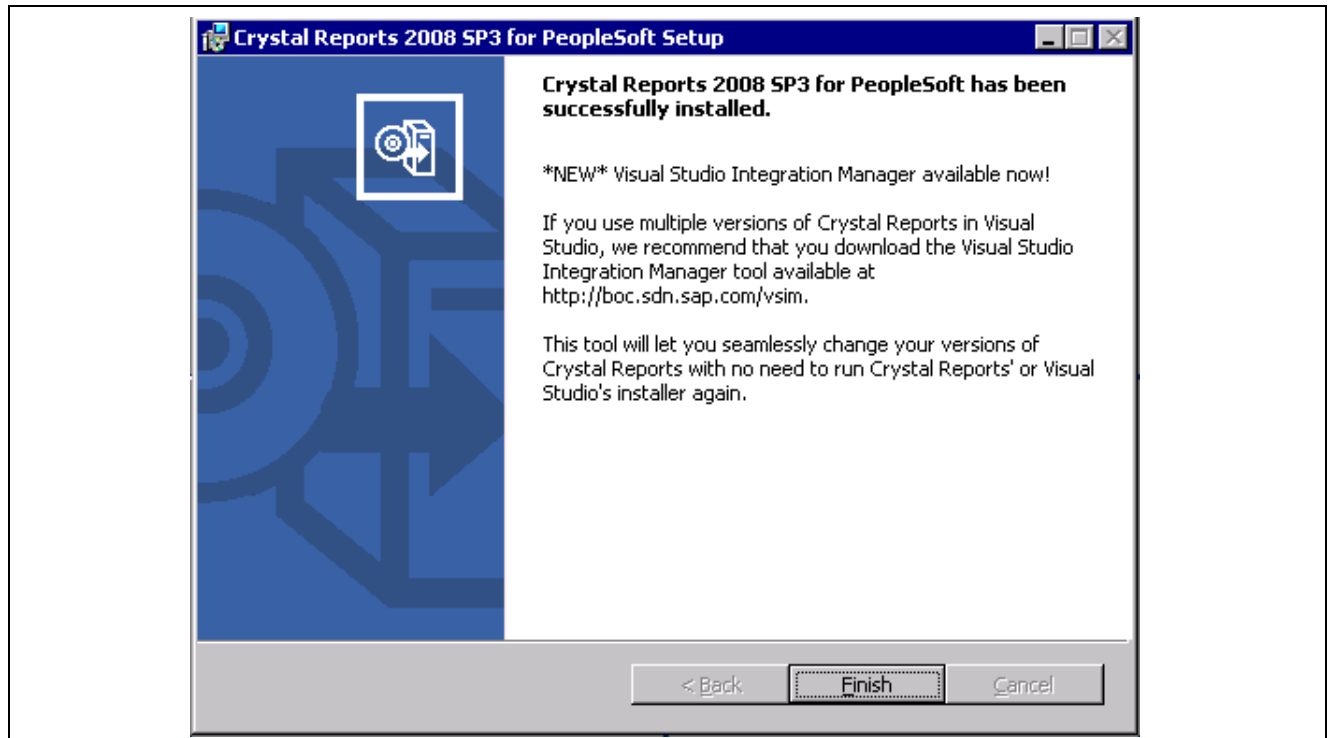 Crystal Reports 2008 SP3 for PeopleSoft Setup
Crystal Reports 2008 SP3 for PeopleSoft has been
successfully installed.
*NEW* Visual Studio Integration Manager available now!
If you use multiple versions of Crystal Reports in Visual
Studio, we recommend that you download the Visual Studio
Integration Manager tool available at
http://boc.sdn.sap.com/vsim.
This tool will let you seamlessly change your versions of
Crystal Reports with no need to run Crystal Reports' or Visual
Studio's installer again.
< Back Finish Cancel